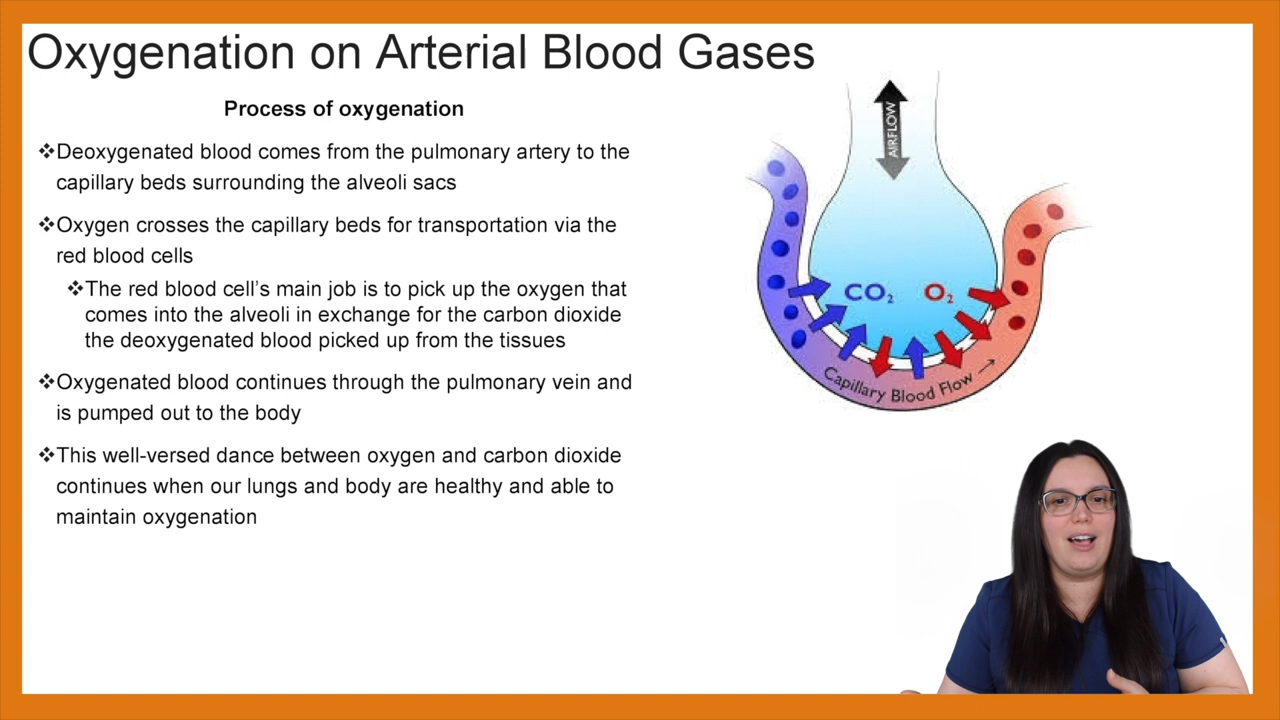 Oxygenation on Arterial Blood Gases
Process of oxygenation
❖Deoxygenated blood comes from the pulmonary artery to the
capillary beds surrounding the alveoli sacs
❖Oxygen crosses the capillary beds for transportation via the
red blood cells
❖The red blood cell’s main job is to pick up the oxygen that
comes into the alveoli in exchange for the carbon dioxide
the deoxygenated blood picked up from the tissues
❖Oxygenated blood continues through the pulmonary vein and
is pumped out to the body
❖This well-versed dance between oxygen and carbon dioxide
continues when our lungs and body are healthy and able to
maintain oxygenation
AIRFLOW
CO₂ O₂
Capillary Blood Flow →